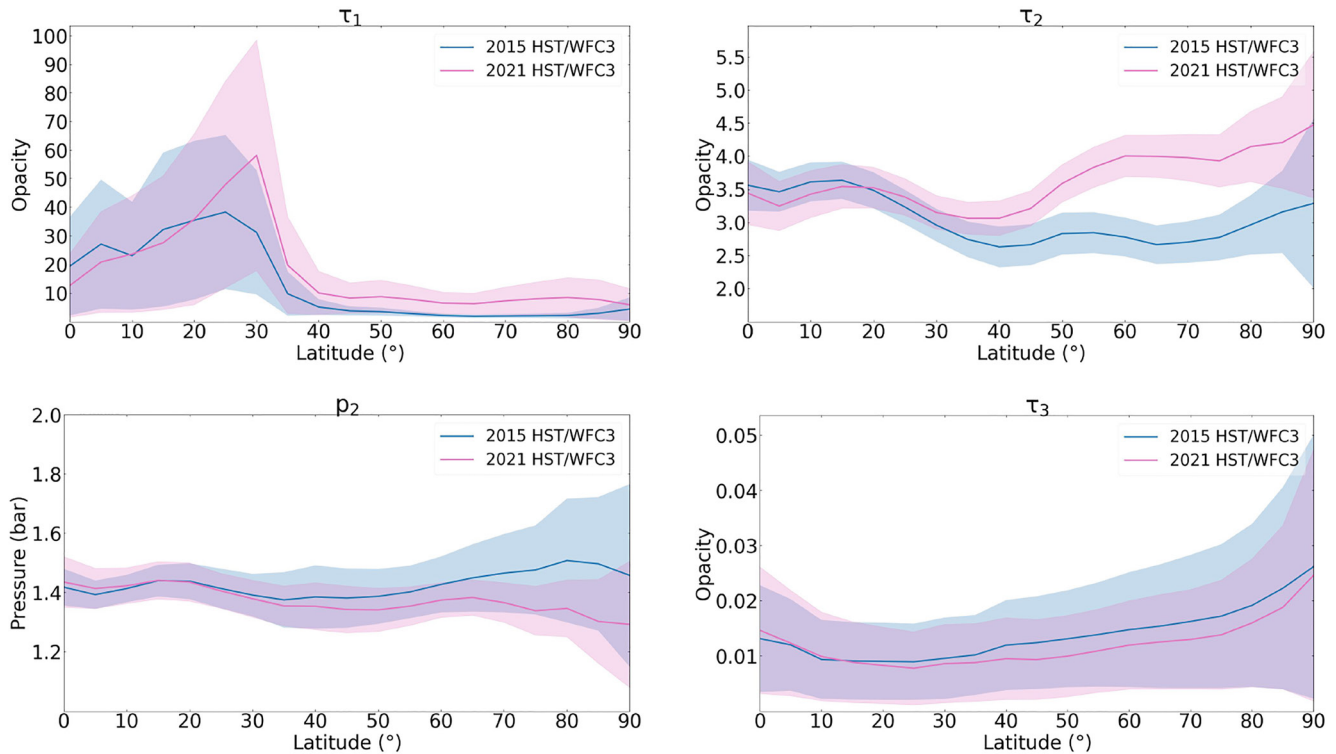 τ1
100
90
80
70
60
50
40
30
20
10
Opacity
2015 HST/WFC3
2021 HST/WFC3
0 10 20 30 40 50 60 70 80 90
Latitude (°)
τ2
5.5
5.0
4.5
4.0
3.5
3.0
2.5
2.0
Opacity
2015 HST/WFC3
2021 HST/WFC3
0 10 20 30 40 50 60 70 80 90
Latitude (°)
p2
2.0
1.8
1.6
1.4
1.2
Pressure (bar)
2015 HST/WFC3
2021 HST/WFC3
0 10 20 30 40 50 60 70 80 90
Latitude (°)
τ3
0.05
0.04
0.03
0.02
0.01
Opacity
2015 HST/WFC3
2021 HST/WFC3
0 10 20 30 40 50 60 70 80 90
Latitude (°)